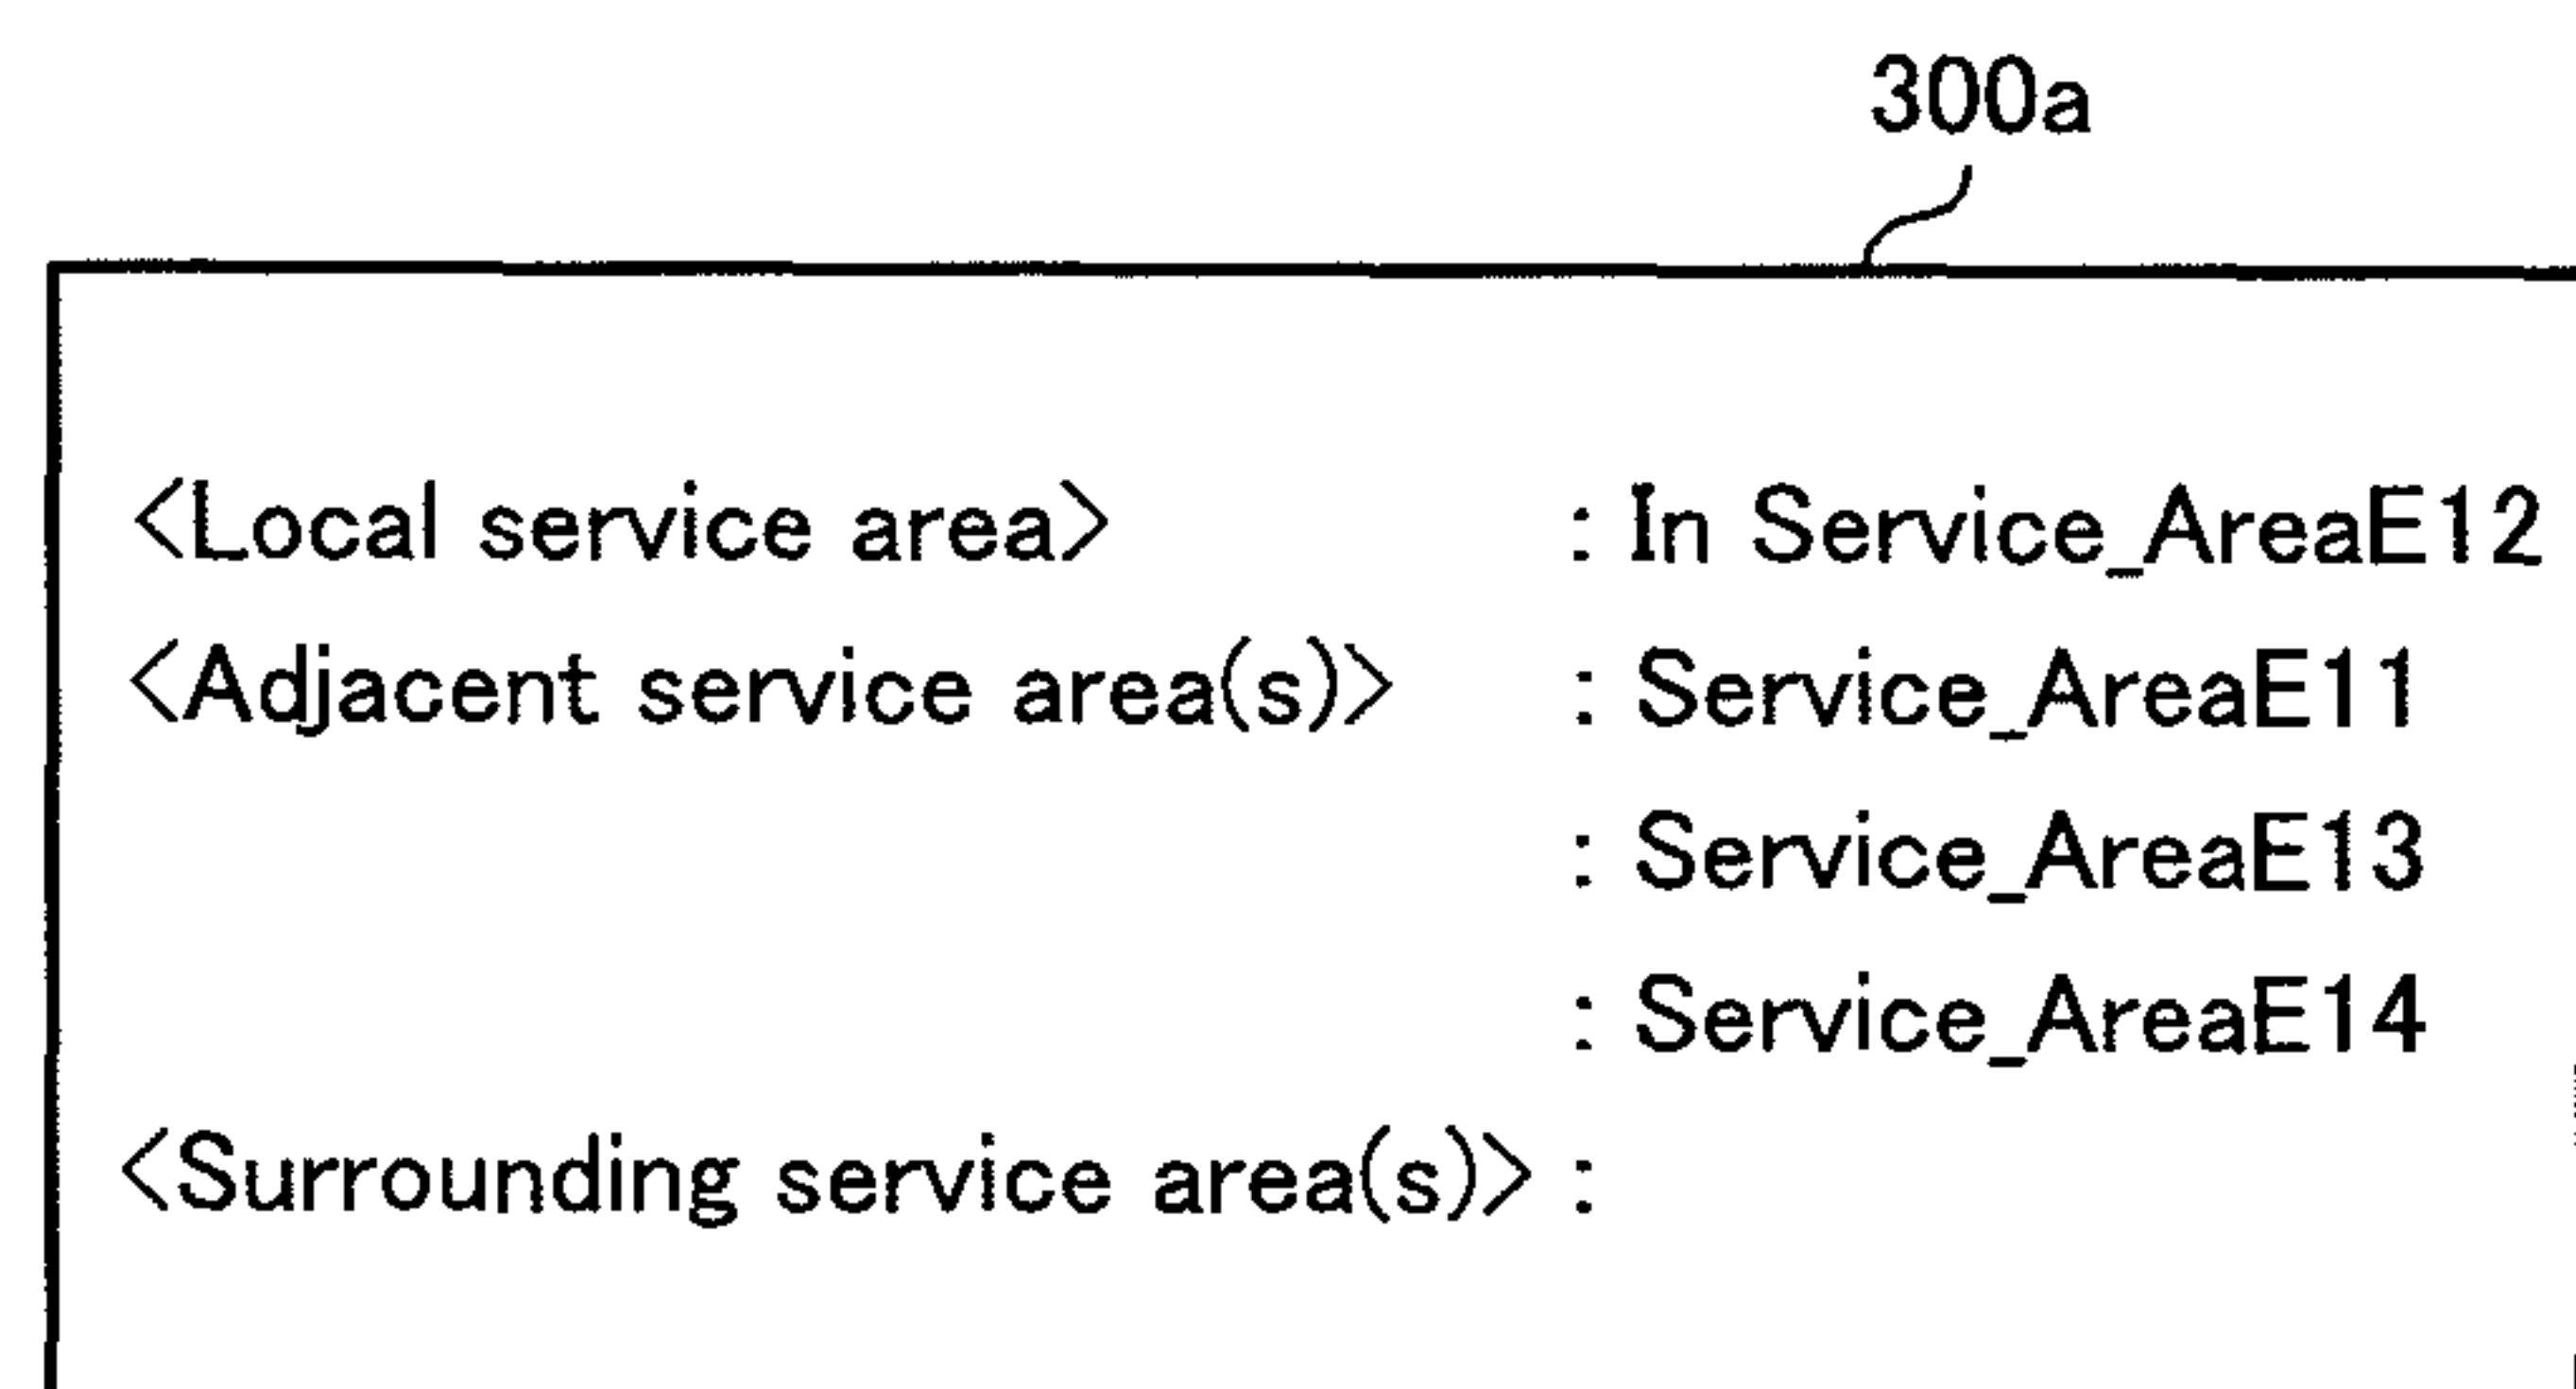 300a
<Local service area> : In Service_AreaE12
<Adjacent service area(s)> : Service_AreaE11
: Service_AreaE13
: Service_AreaE14
<Surrounding service area(s)> :